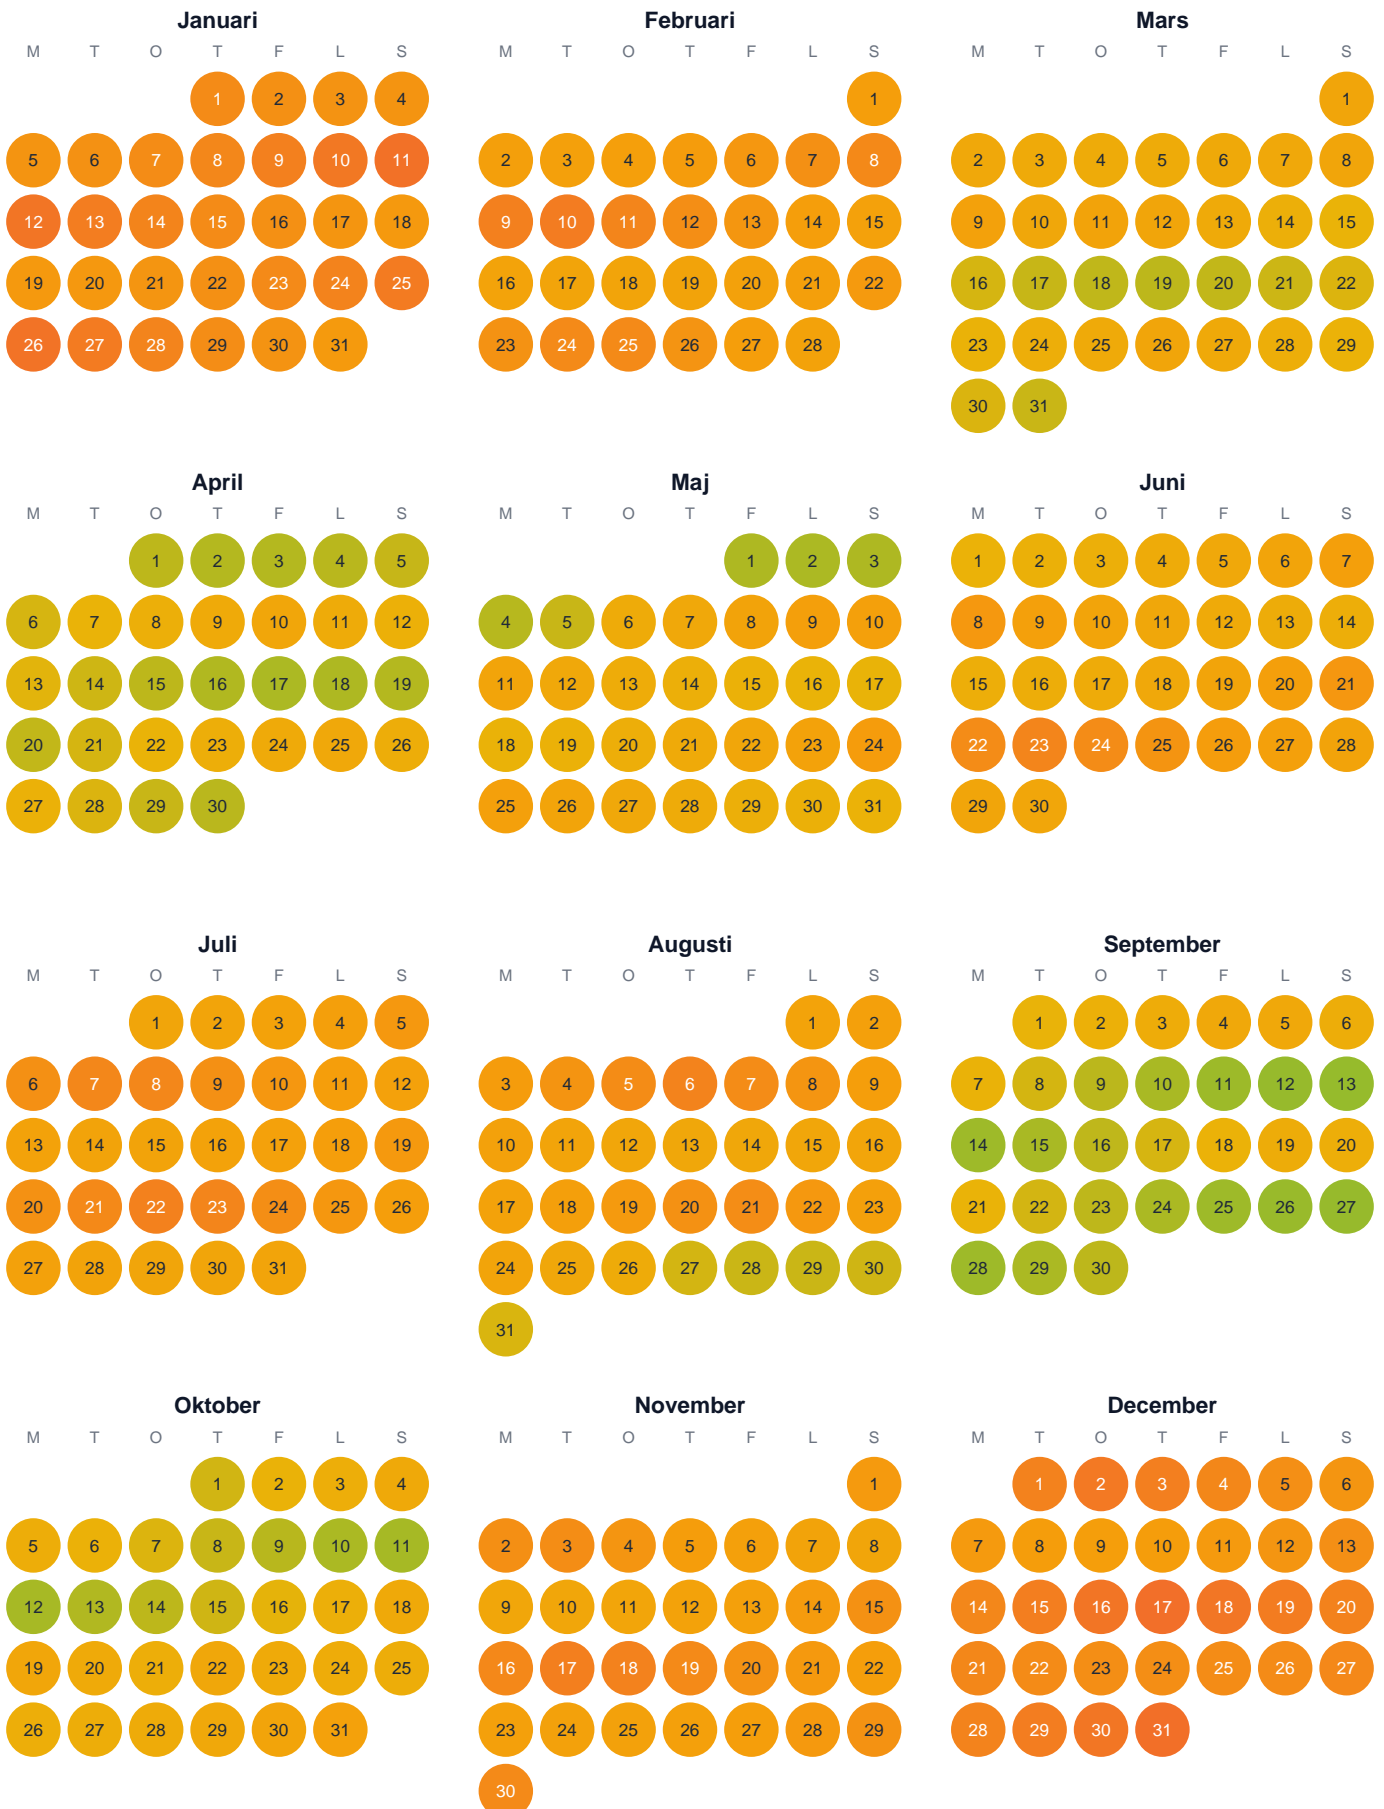 Januari Februari Mars
M T O T F L S M T O T F L S M T O T F L S
1 2 3 4 1 1
5 6 7 8 9 10 11 2 3 4 5 6 7 8 2 3 4 5 6 7 8
12 13 14 15 16 17 18 9 10 11 12 13 14 15 9 10 11 12 13 14 15
19 20 21 22 23 24 25 16 17 18 19 20 21 22 16 17 18 19 20 21 22
26 27 28 29 30 31 23 24 25 26 27 28 23 24 25 26 27 28 29
30 31
April Maj Juni
M T O T F L S M T O T F L S M T O T F L S
1 2 3 4 5 1 2 3 1 2 3 4 5 6 7
6 7 8 9 10 11 12 4 5 6 7 8 9 10 8 9 10 11 12 13 14
13 14 15 16 17 18 19 11 12 13 14 15 16 17 15 16 17 18 19 20 21
20 21 22 23 24 25 26 18 19 20 21 22 23 24 22 23 24 25 26 27 28
27 28 29 30 25 26 27 28 29 30 31 29 30
Juli Augusti September
M T O T F L S M T O T F L S M T O T F L S
1 2 3 4 5 1 2 1 2 3 4 5 6
6 7 8 9 10 11 12 3 4 5 6 7 8 9 7 8 9 10 11 12 13
13 14 15 16 17 18 19 10 11 12 13 14 15 16 14 15 16 17 18 19 20
20 21 22 23 24 25 26 17 18 19 20 21 22 23 21 22 23 24 25 26 27
27 28 29 30 31 24 25 26 27 28 29 30 28 29 30
31
Oktober November December
M T O T F L S M T O T F L S M T O T F L S
1 2 3 4 1 1 2 3 4 5 6
5 6 7 8 9 10 11 2 3 4 5 6 7 8 7 8 9 10 11 12 13
12 13 14 15 16 17 18 9 10 11 12 13 14 15 14 15 16 17 18 19 20
19 20 21 22 23 24 25 16 17 18 19 20 21 22 21 22 23 24 25 26 27
26 27 28 29 30 31 23 24 25 26 27 28 29 28 29 30 31
30